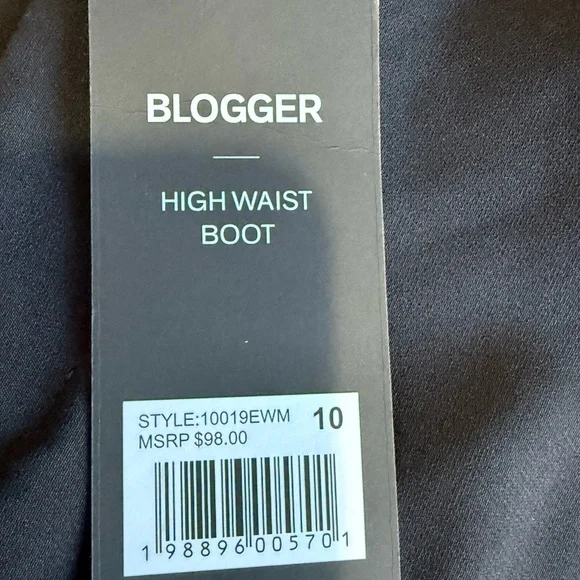 BLOGGER
HIGH WAIST
BOOT
STYLE:10019EWM 10
MSRP $98.00
1 98896 00570 1